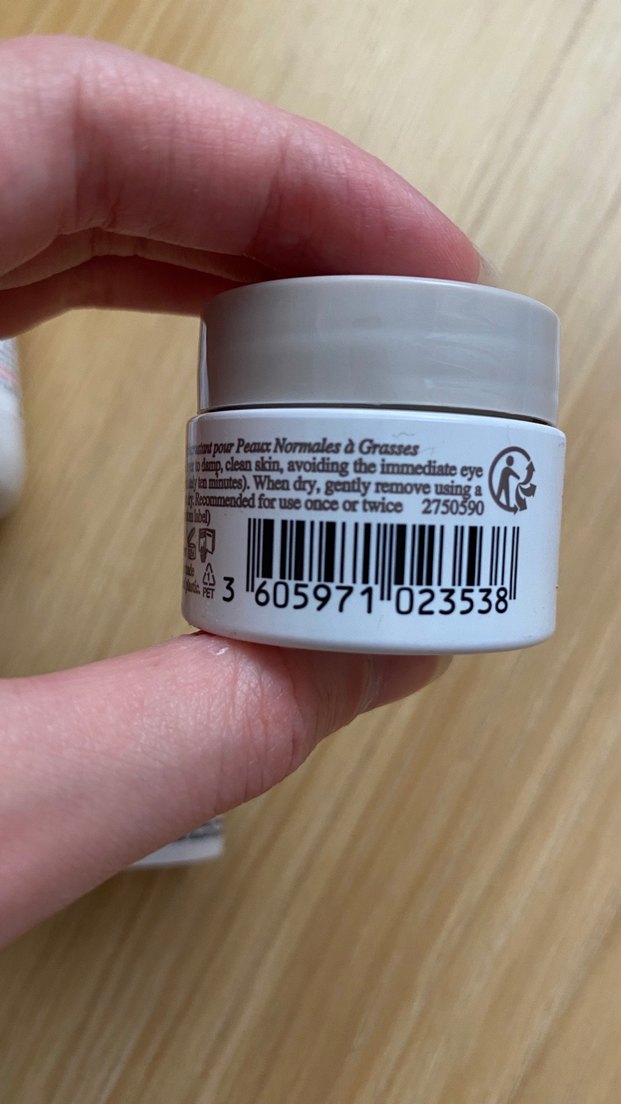 pour Peaux Normales à Grasses
to damp, clean skin, avoiding the immediate eye
ten minutes). When dry, gently remove using a
Recommended for use once or twice 2750590
label)
PET
3 605971 023538